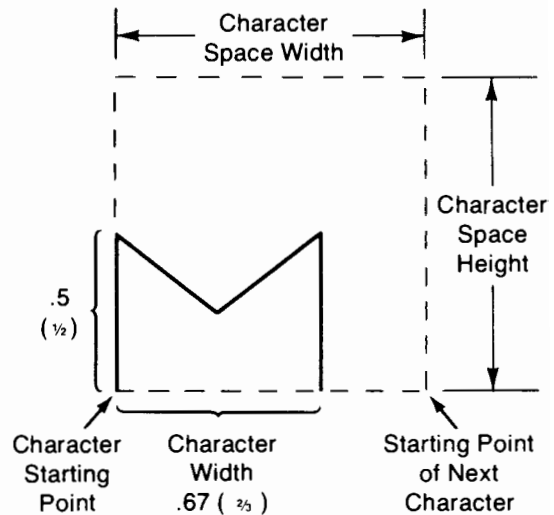 Character
Space Width
Character
Space
Height
.5
( ½ )
Character
Starting
Point
Character
Width
.67 ( ⅔ )
Starting Point
of Next
Character